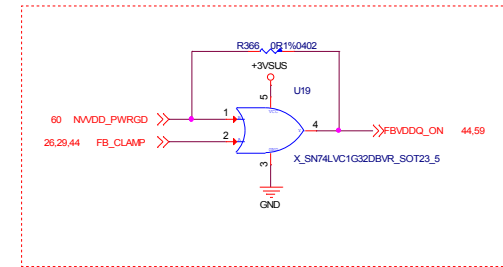 R366 0R1%0402
+3VSUS
U19
5
60 NVVDD_PWRGD 1
4 FBVDDQ_ON 44,59
26,29,44 FB_CLAMP 2
3 X_SN74LVC1G32DBVR_SOT23_5
GND